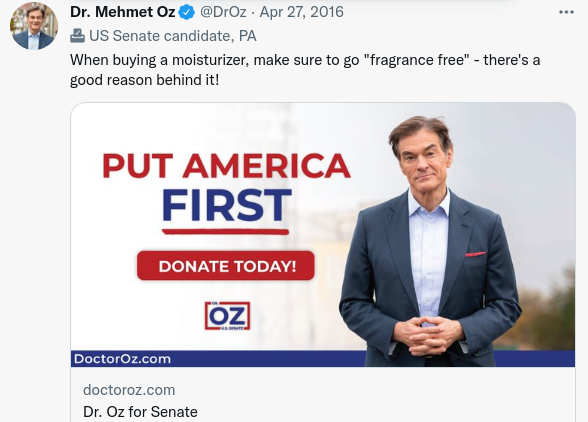 Dr. Mehmet Oz @DrOz · Apr 27, 2016
US Senate candidate, PA
When buying a moisturizer, make sure to go "fragrance free" - there's a
good reason behind it!
PUT AMERICA
FIRST
DONATE TODAY!
DR.
OZ
U.S. SENATE
DoctorOz.com
doctoroz.com
Dr. Oz for Senate